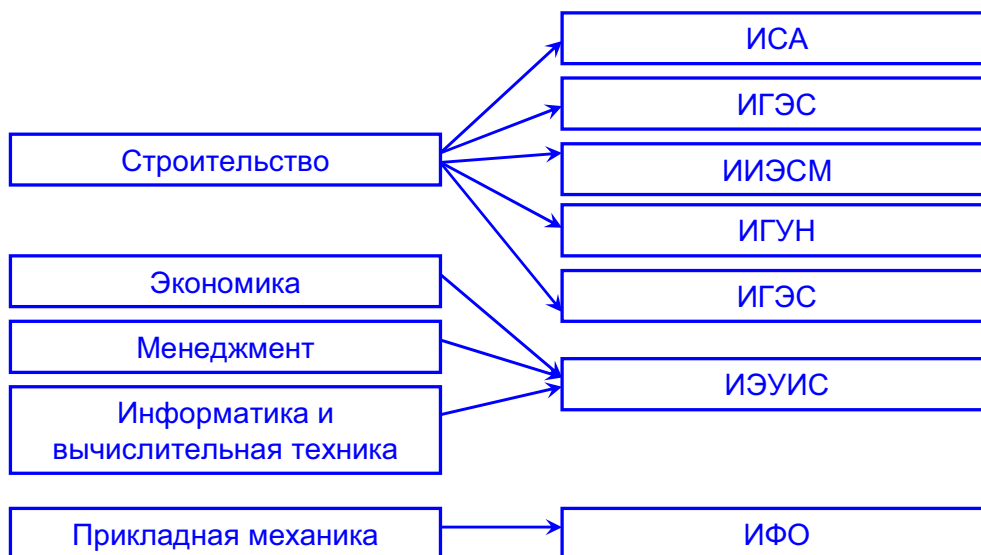 ИСА
ИГЭС
Строительство
ИИЭСМ
ИГУН
Экономика
ИГЭС
Менеджмент
ИЭУИС
Информатика и
вычислительная техника
Прикладная механика
ИФО